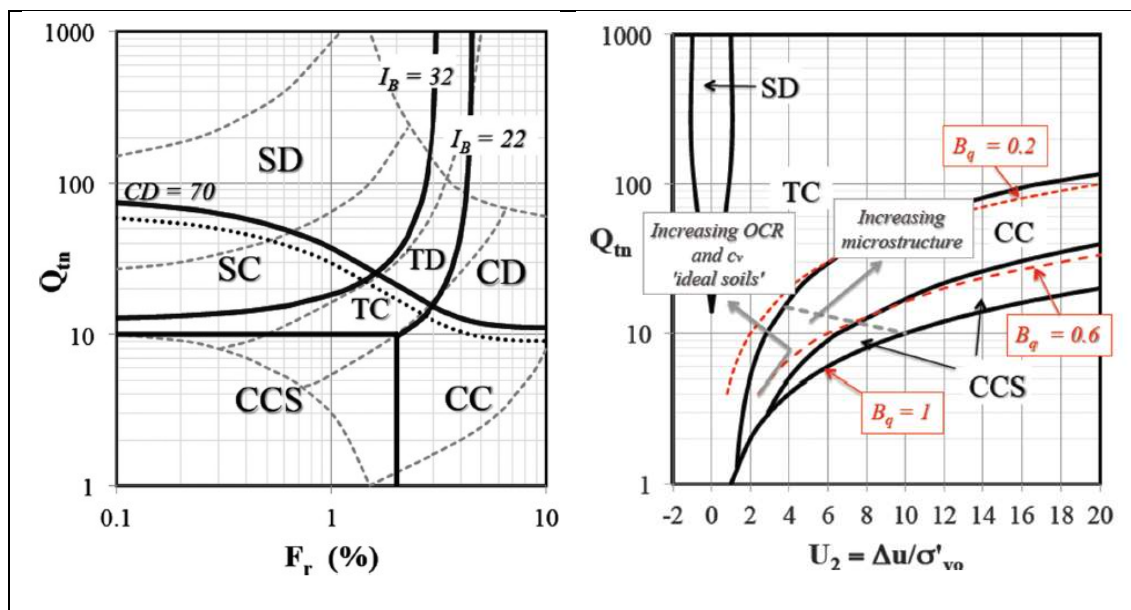 1000
100
10
1
Q_tn
I_B = 32
I_B = 22
SD
CD = 70
SC
TD
CD
TC
CCS
CC
0.1
1
10
F_r (%)
1000
100
10
1
Q_tn
SD
B_q = 0.2
TC
Increasing OCR
and c_v
'ideal soils'
Increasing
microstructure
CC
B_q = 0.6
CCS
B_q = 1
-2
0
2
4
6
8
10
12
14
16
18
20
U_2 = Δu/σ'_vo